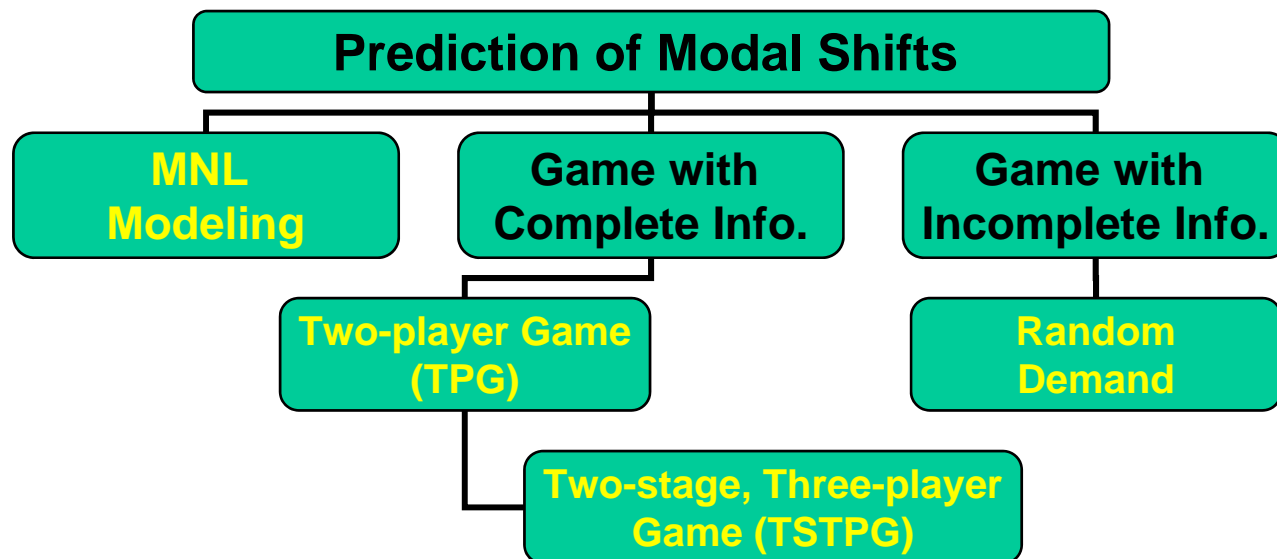 Prediction of Modal Shifts
MNL
Modeling
Game with
Complete Info.
Game with
Incomplete Info.
Two-player Game
(TPG)
Random
Demand
Two-stage, Three-player
Game (TSTPG)